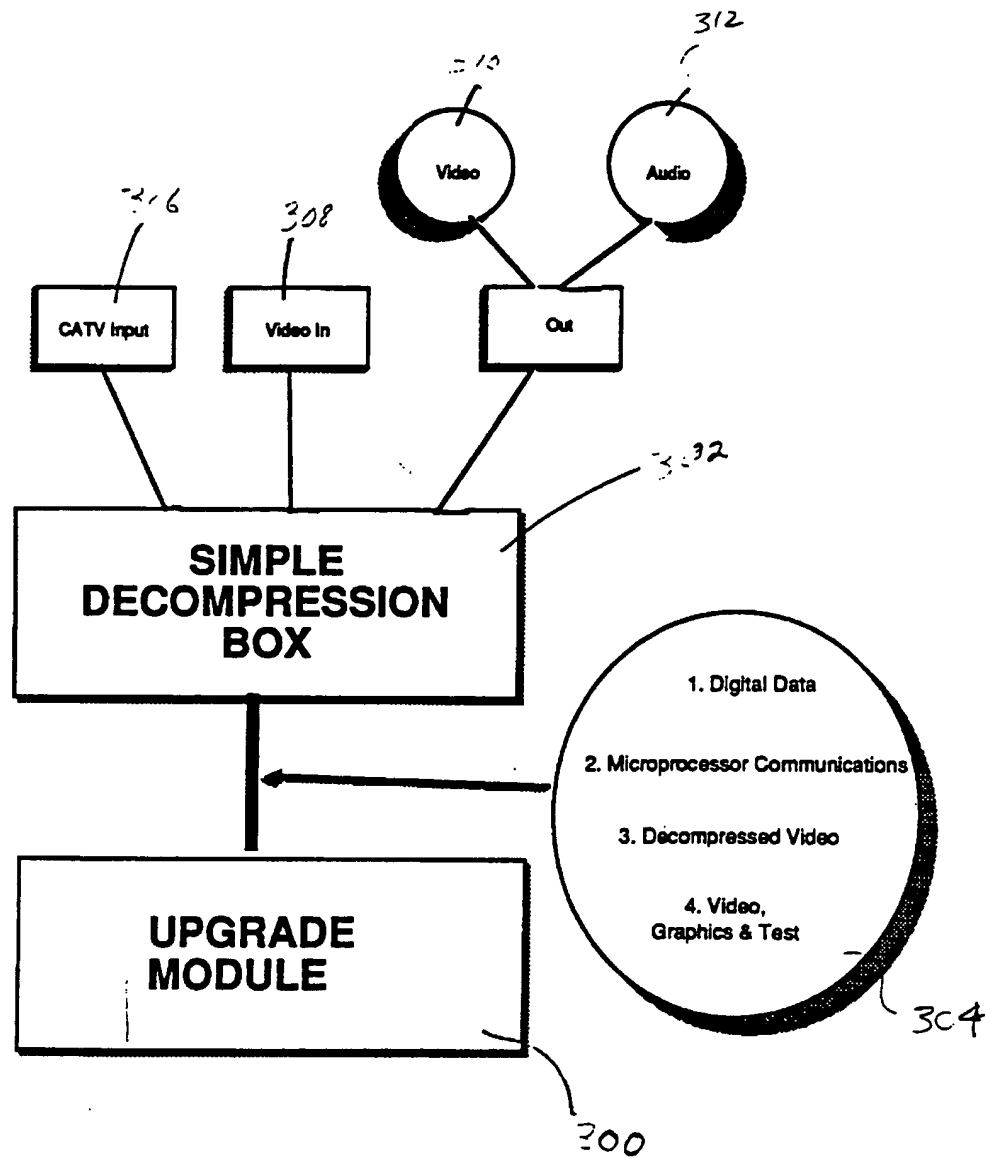 312
Video
Audio
308
CATV Input
Video In
Out
SIMPLE
DECOMPRESSION
BOX
1. Digital Data
2. Microprocessor Communications
3. Decompressed Video
4. Video,
Graphics & Test
UPGRADE
MODULE
304
300